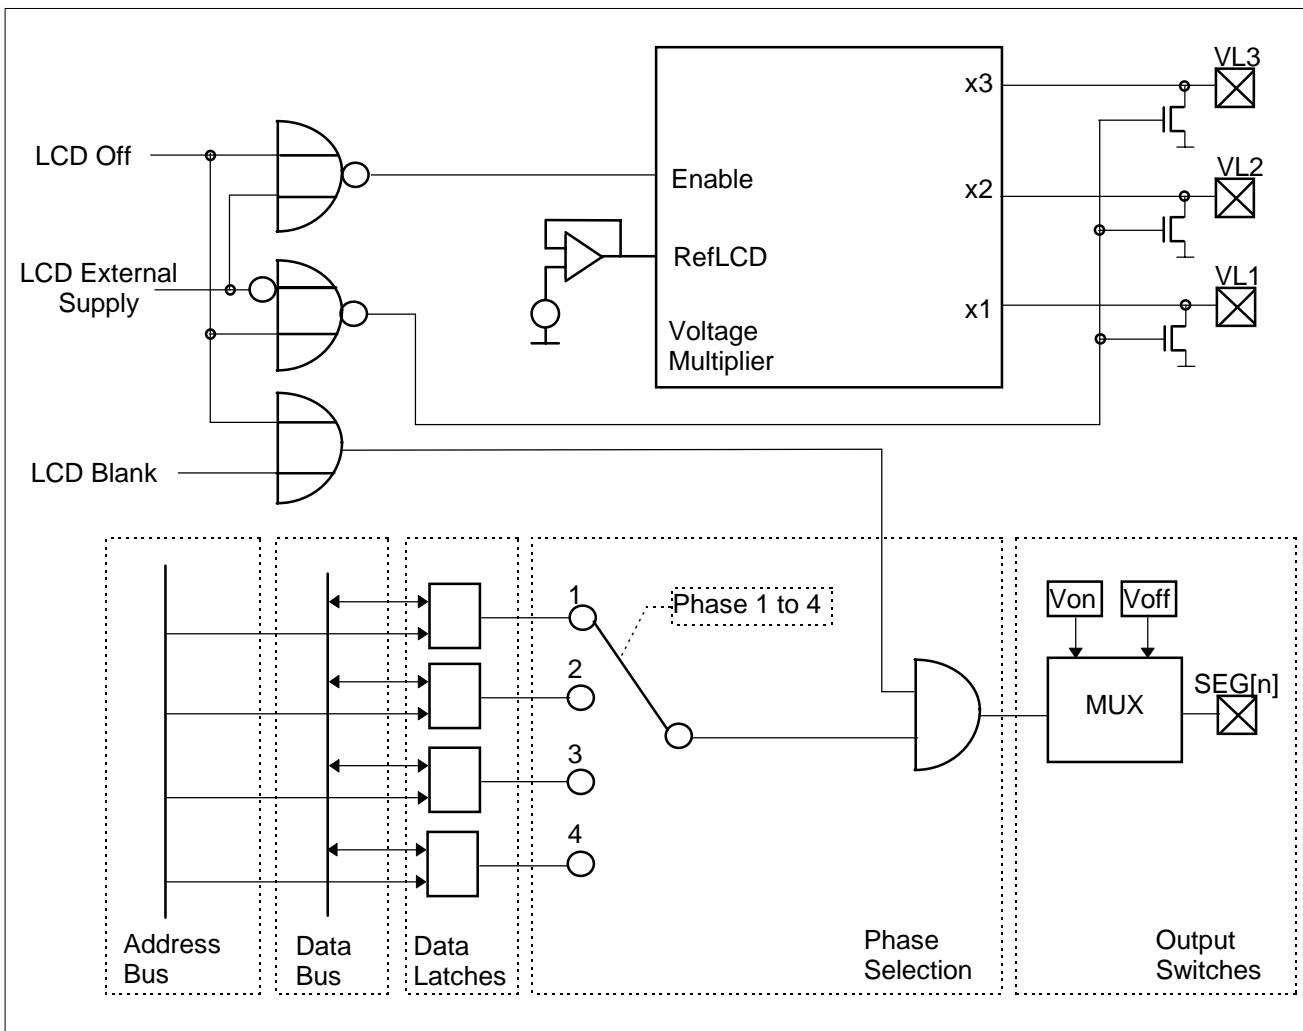 VL3
x3
LCD Off
Enable
x2
VL2
LCD External
Supply
RefLCD
VL1
x1
Voltage
Multiplier
LCD Blank
1
Phase 1 to 4
Von
Voff
2
SEG[n]
MUX
3
4
Address
Bus
Data
Bus
Data
Latches
Phase
Selection
Output
Switches